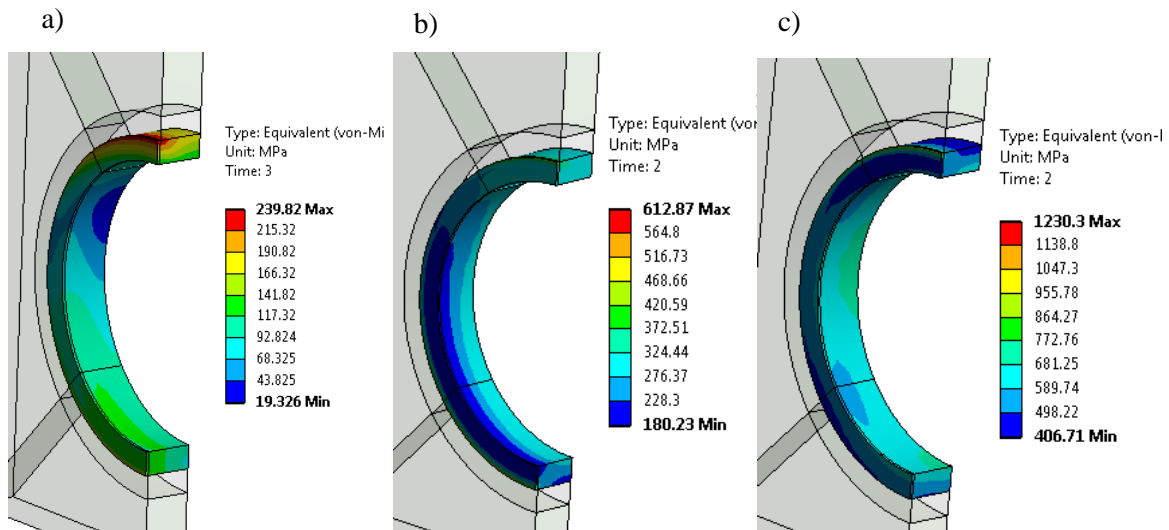 a)
Type: Equivalent (von-Mi
Unit: MPa
Time: 3
239.82 Max
215.32
190.82
166.32
141.82
117.32
92.824
68.325
43.825
19.326 Min
b)
Type: Equivalent (vor
Unit: MPa
Time: 2
612.87 Max
564.8
516.73
468.66
420.59
372.51
324.44
276.37
228.3
180.23 Min
c)
Type: Equivalent (von-I
Unit: MPa
Time: 2
1230.3 Max
1138.8
1047.3
955.78
864.27
772.76
681.25
589.74
498.22
406.71 Min